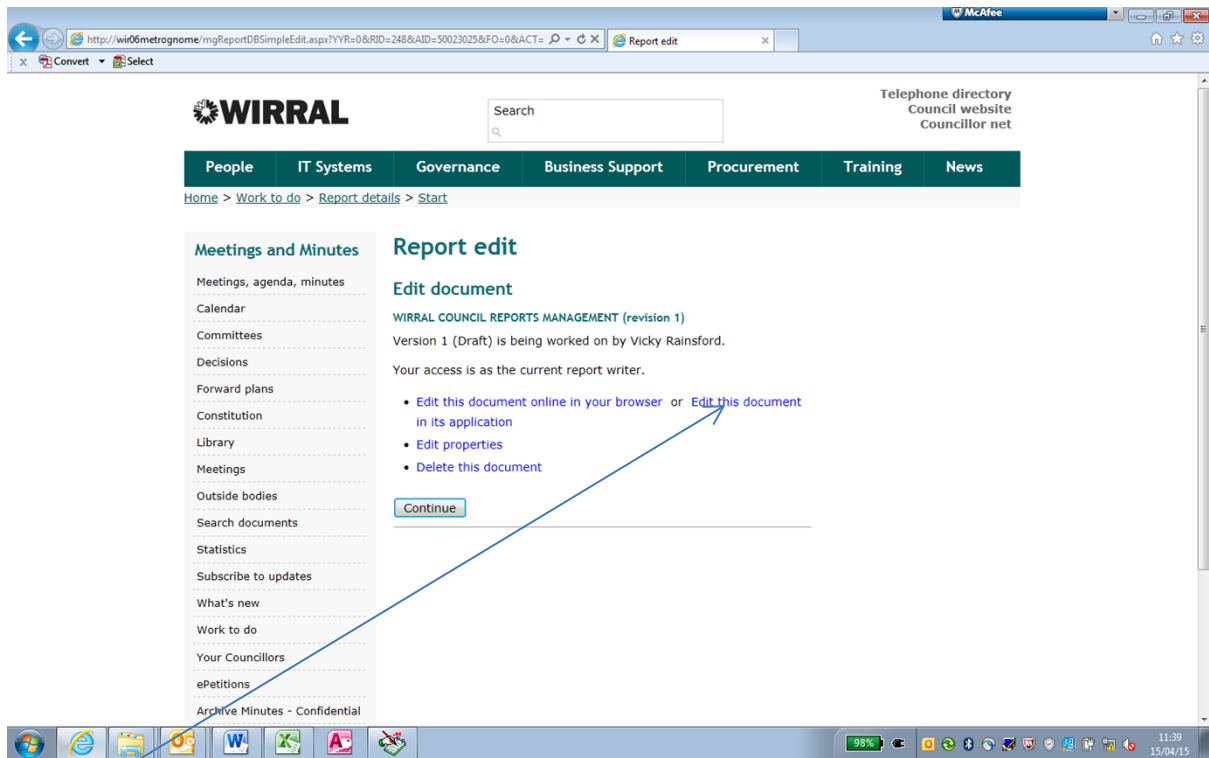 McAfee
http://wir06metrognome/mgReportDBSimpleEdit.aspx?YYR=0&RID=248&AID=50023025&FO=0&ACT=
Report edit
x Convert Select
Telephone directory
Council website
Councillor net
WIRRAL
Search
People IT Systems Governance Business Support Procurement Training News
Home > Work to do > Report details > Start
Meetings and Minutes
Meetings, agenda, minutes
Calendar
Committees
Decisions
Forward plans
Constitution
Library
Meetings
Outside bodies
Search documents
Statistics
Subscribe to updates
What's new
Work to do
Your Councillors
ePetitions
Archive Minutes - Confidential
Report edit
Edit document
WIRRAL COUNCIL REPORTS MANAGEMENT (revision 1)
Version 1 (Draft) is being worked on by Vicky Rainsford.
Your access is as the current report writer.
• Edit this document online in your browser or Edit this document
in its application
• Edit properties
• Delete this document
Continue
98%
11:39
15/04/15